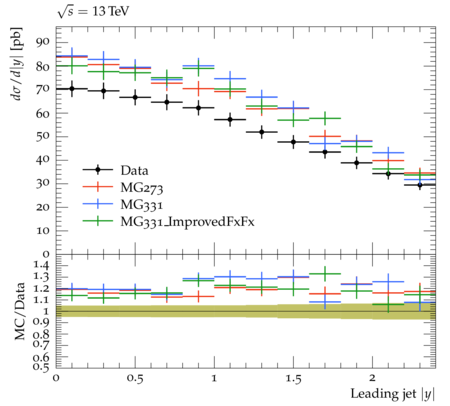 √s = 13 TeV
dσ/d|y| [pb]
90
80
70
60
50
40
30
20
10
0
Data
MG273
MG331
MG331_ImprovedFxFx
MC/Data
1.4
1.3
1.2
1.1
1
0.9
0.8
0.7
0.6
0.5
0 0.5 1 1.5 2
Leading jet |y|